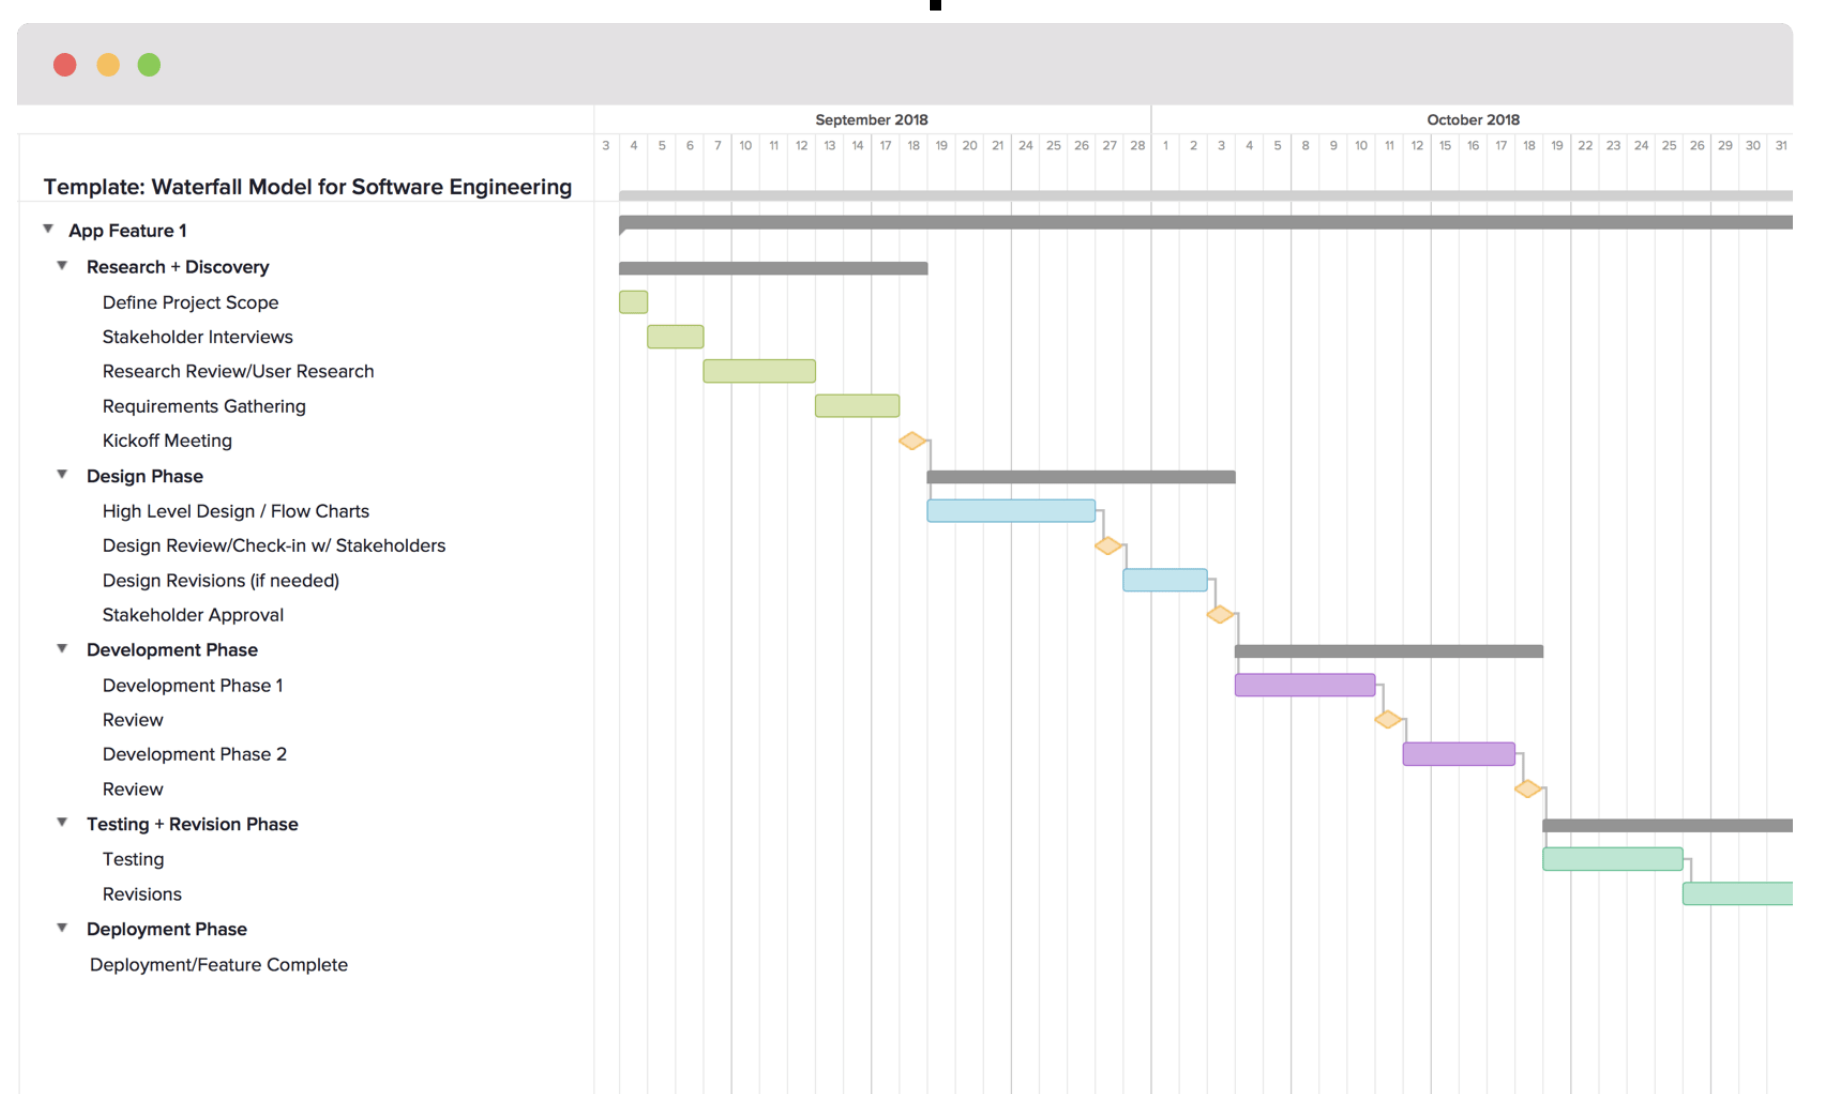 September 2018 October 2018
3 4 5 6 7 10 11 12 13 14 17 18 19 20 21 24 25 26 27 28 1 2 3 4 5 8 9 10 11 12 15 16 17 18 19 22 23 24 25 26 29 30 31
Template: Waterfall Model for Software Engineering
App Feature 1
Research + Discovery
Define Project Scope
Stakeholder Interviews
Research Review/User Research
Requirements Gathering
Kickoff Meeting
Design Phase
High Level Design / Flow Charts
Design Review/Check-in w/ Stakeholders
Design Revisions (if needed)
Stakeholder Approval
Development Phase
Development Phase 1
Review
Development Phase 2
Review
Testing + Revision Phase
Testing
Revisions
Deployment Phase
Deployment/Feature Complete